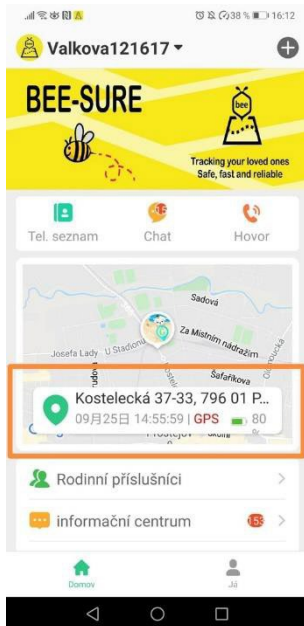 38 % 16:12
Valkova121617
BEE-SURE
bee
Tracking your loved ones
Safe, fast and reliable
Tel. seznam
Chat
Hovor
Sadová
Za Místním nádražím
Josefa Lady
U Stadionu
Šafaříkova
Kostelecká 37-33, 796 01 P...
09月25日 14:55:59 | GPS 80
Rodinní příslušníci
informační centrum
153
Domov
Já